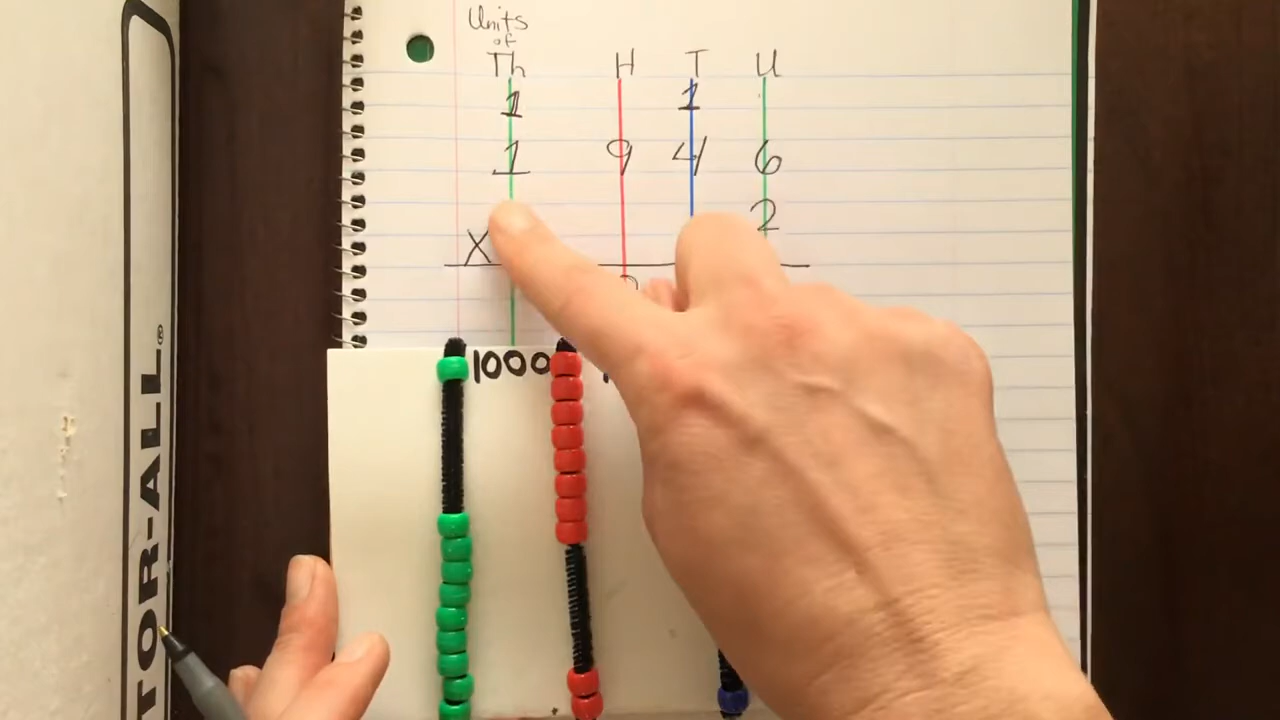 Units
of
Th H T U
1 1
1 9 4 6
2
X
1000
TOR-ALL®